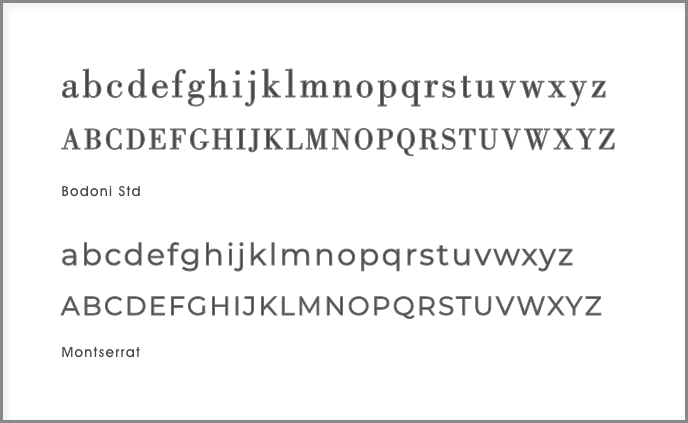 abcdefghijklmnopqrstuvwxyz
ABCDEFGHIJKLMNOPQRSTUVWXYZ
Bodoni Std
abcdefghijklmnopqrstuvwxyz
ABCDEFGHIJKLMNOPQRSTUVWXYZ
Montserrat